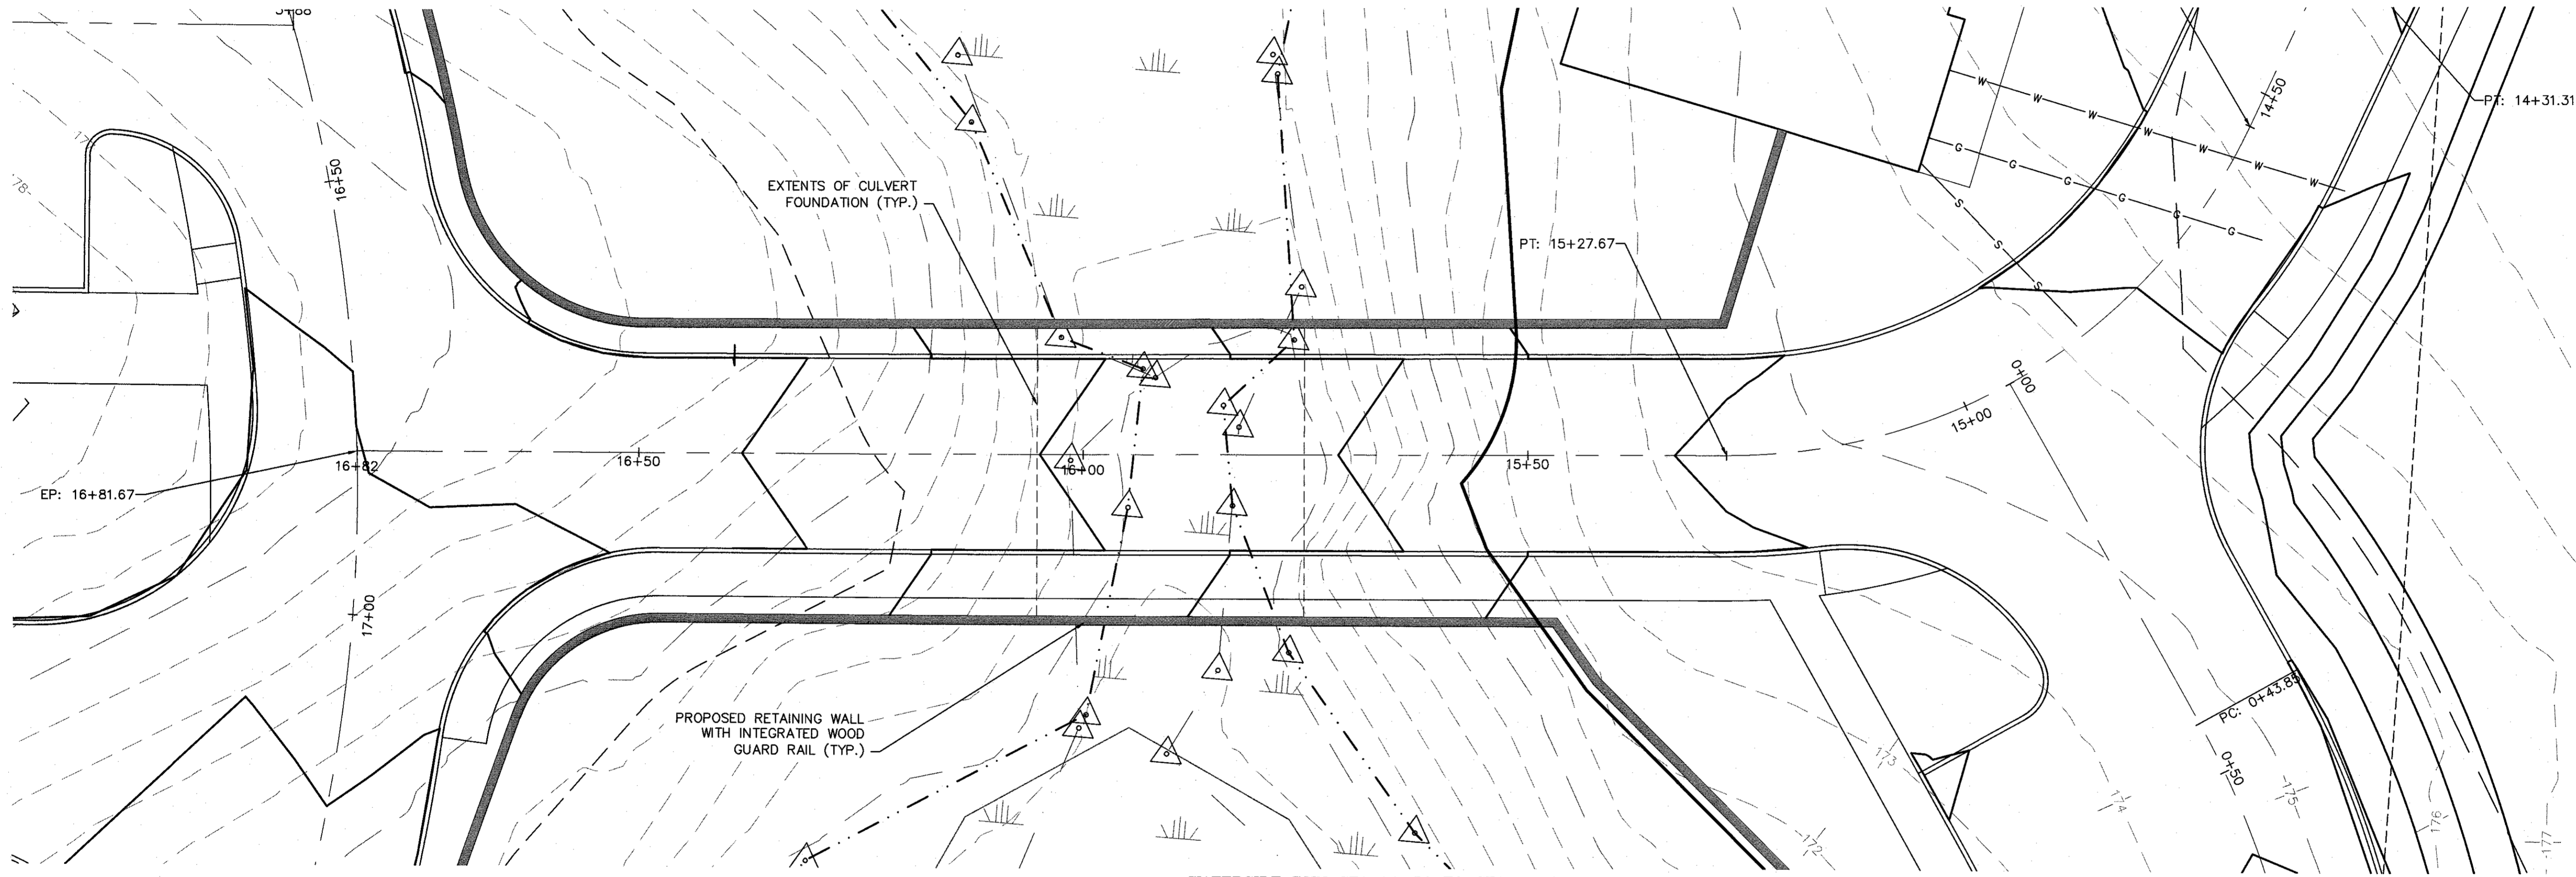 16+50
EXTENTS OF CULVERT
FOUNDATION (TYP.)
PT: 15+27.67
PT: 14+31.31
14+50
W W W W W W W
G G G G G G
S S S
EP: 16+81.67
16+82
16+50
16+00
15+50
15+00
0+00
17+00
PROPOSED RETAINING WALL
WITH INTEGRATED WOOD
GUARD RAIL (TYP.)
PC: 0+43.85
0+50
172
173
174
175
176
177